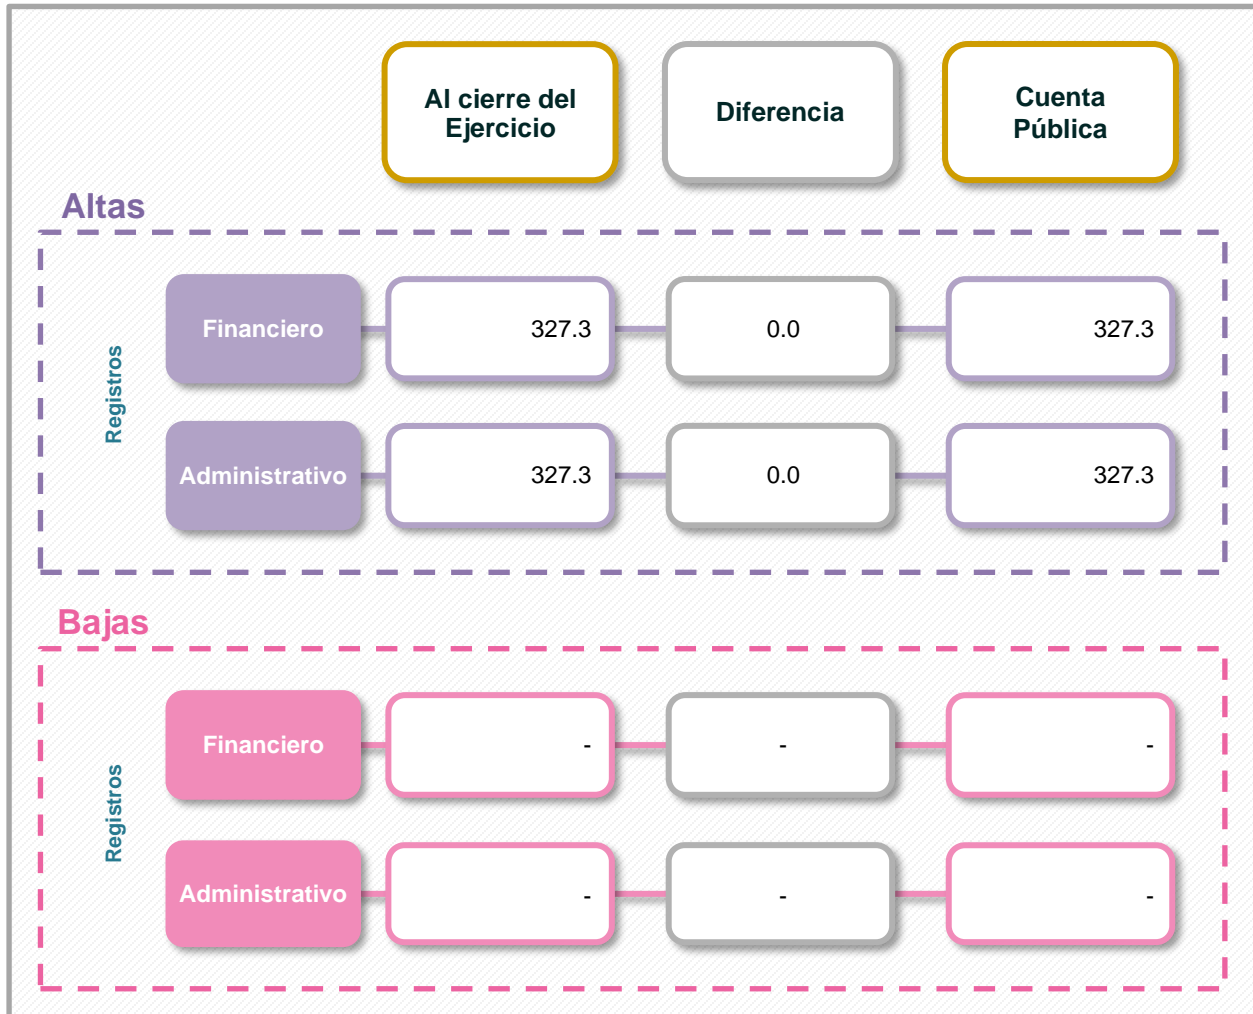 Al cierre del
Ejercicio
Diferencia
Cuenta
Pública
Altas
Registros
Financiero
327.3
0.0
327.3
Administrativo
327.3
0.0
327.3
Bajas
Registros
Financiero
-
-
-
Administrativo
-
-
-